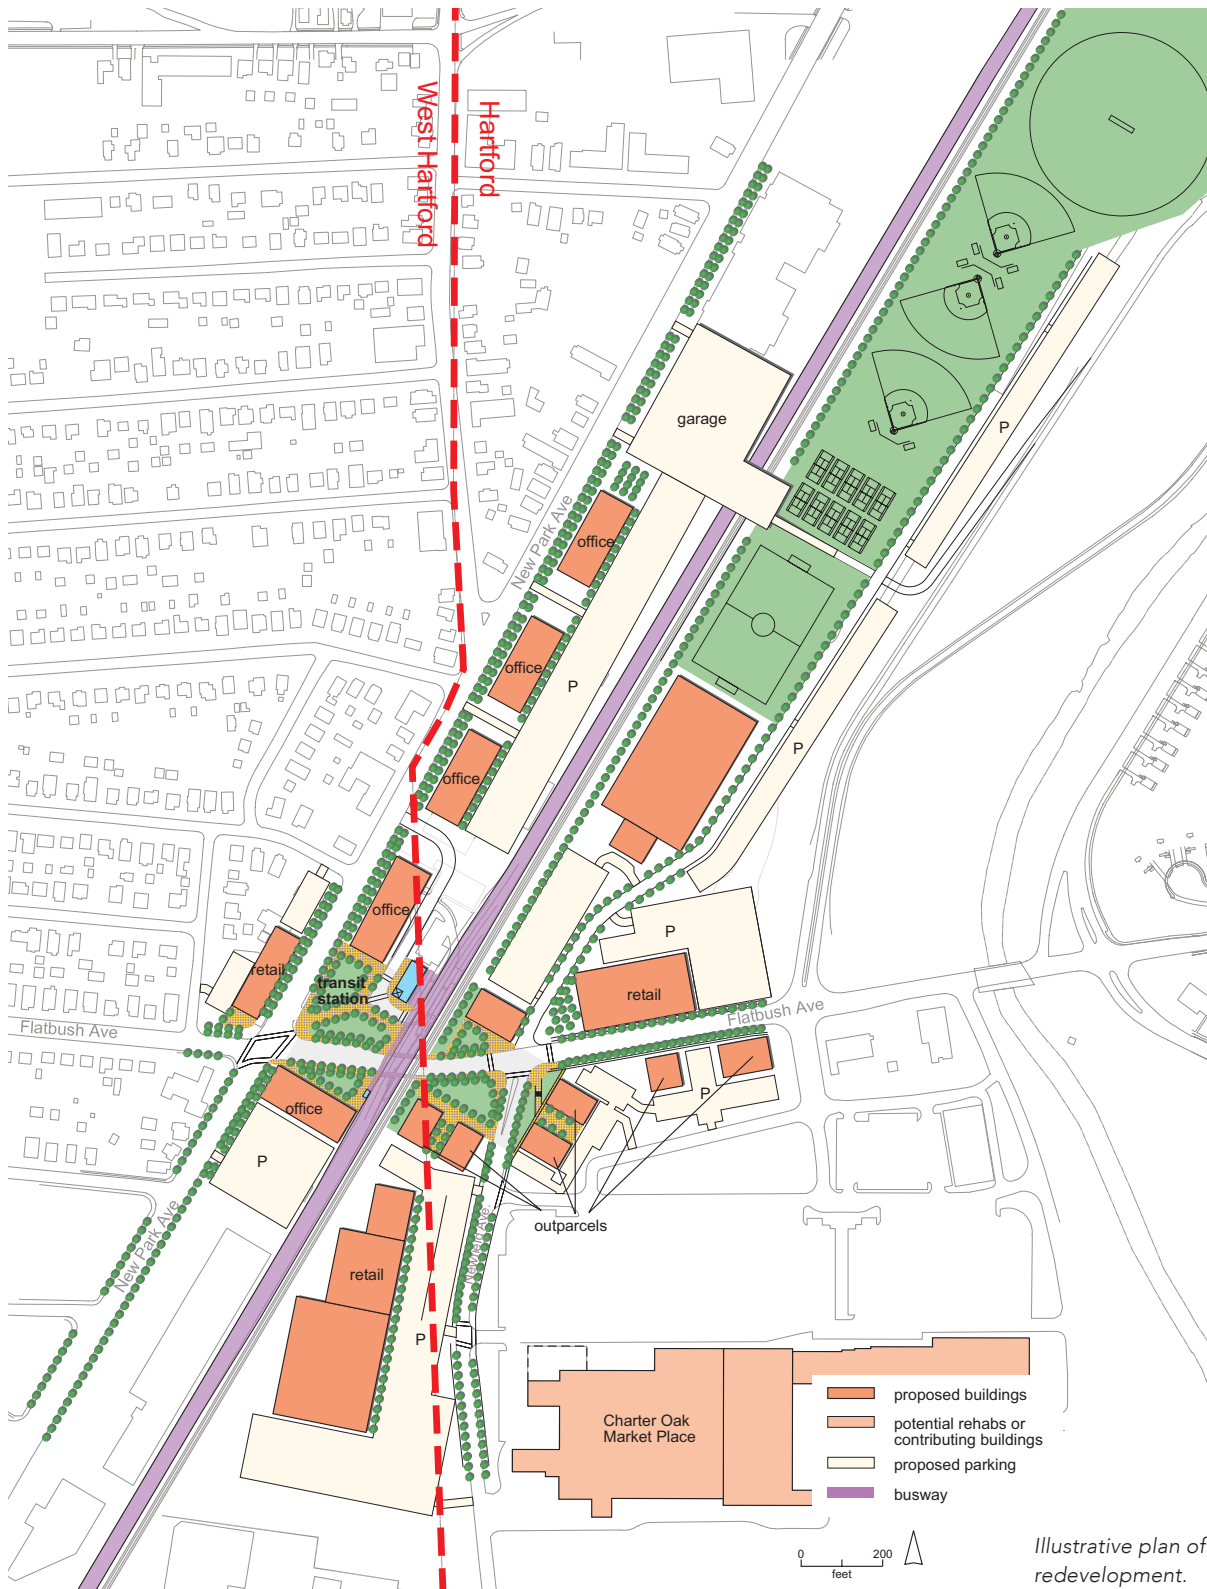 West Hartford
Hartford
garage
P
New Park Ave
office
office
P
office
P
office
retail
transit
station
P
retail
Flatbush Ave
Flatbush Ave
office
P
P
outparcels
New Park Ave
Newfield Ave.
retail
P
Charter Oak
Market Place
proposed buildings
potential rehabs or
contributing buildings
proposed parking
busway
0 200
feet
Illustrative plan of
redevelopment.